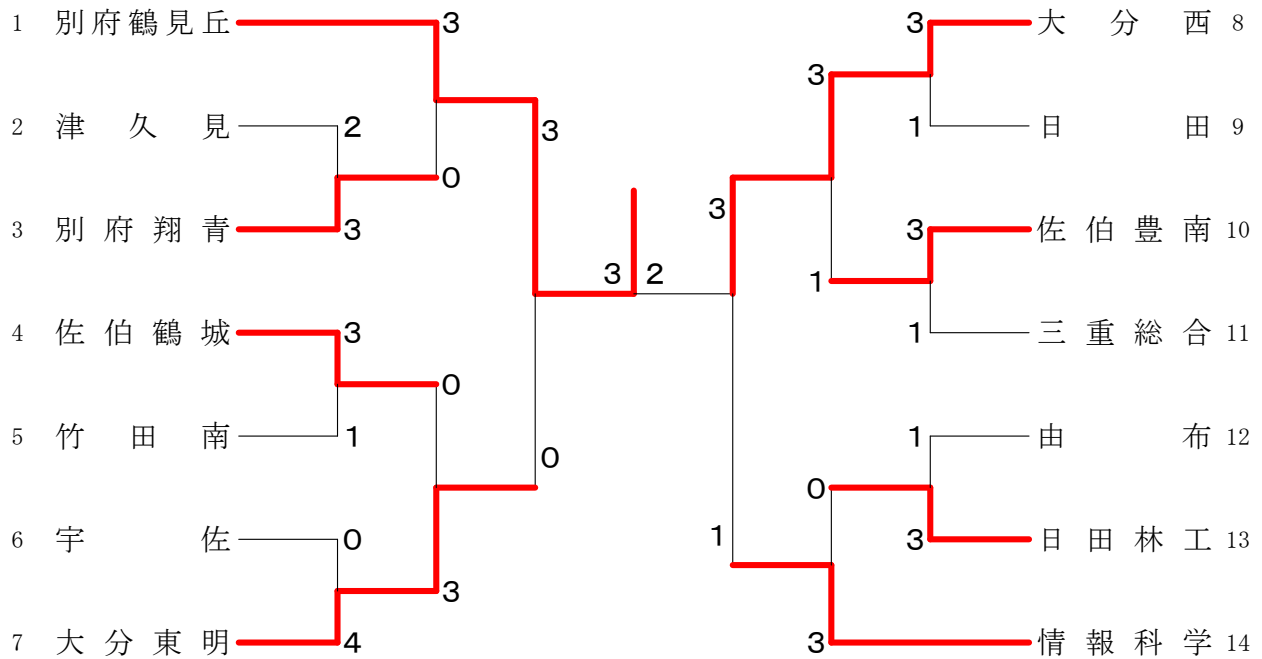 1 別府鶴見丘 3 3 大分西 8
3
2 津久見 2 3 1 日田 9
0 3
3 別府翔青 3 3 佐伯豊南 10
3 2 1
4 佐伯鶴城 3 1 三重総合 11
0
5 竹田南 1 0 1 由布 12
0
6 宇佐 0 1 3 日田林工 13
3
7 大分東明 4 3 情報科学 14